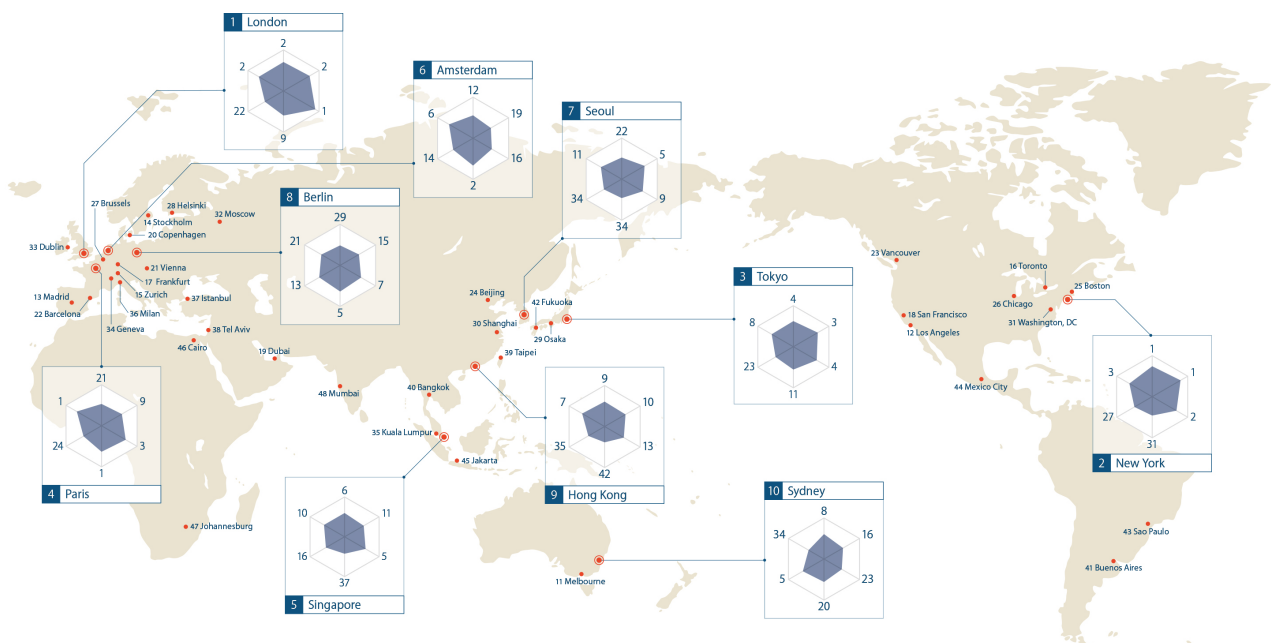 1 London
2
2 2
22 1
9
6 Amsterdam
12
6 19
14 16
2
7 Seoul
22
11 5
34 9
34
8 Berlin
29
21 15
13 7
5
27 Brussels
28 Helsinki
14 Stockholm
32 Moscow
20 Copenhagen
33 Dublin
21 Vienna
17 Frankfurt
15 Zurich
13 Madrid
37 Istanbul
22 Barcelona
36 Milan
34 Geneva
38 Tel Aviv
46 Cairo
19 Dubai
24 Beijing
42 Fukuoka
30 Shanghai
29 Osaka
39 Taipei
48 Mumbai
40 Bangkok
35 Kuala Lumpur
45 Jakarta
3 Tokyo
4
8 3
23 4
11
23 Vancouver
16 Toronto
25 Boston
26 Chicago
18 San Francisco
31 Washington, DC
12 Los Angeles
44 Mexico City
21
1 9
24 3
1
4 Paris
9
7 10
35 13
42
9 Hong Kong
1
3 1
27 2
31
2 New York
6
10 11
16 5
37
5 Singapore
10 Sydney
8
34 16
5 23
20
47 Johannesburg
11 Melbourne
43 Sao Paulo
41 Buenos Aires